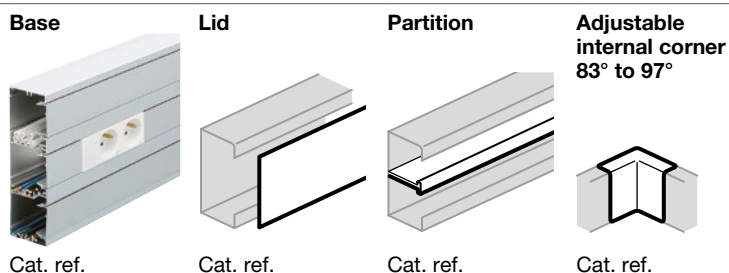 Base
Lid
Partition
Adjustable
internal corner
83° to 97°
Cat. ref.
Cat. ref.
Cat. ref.
Cat. ref.